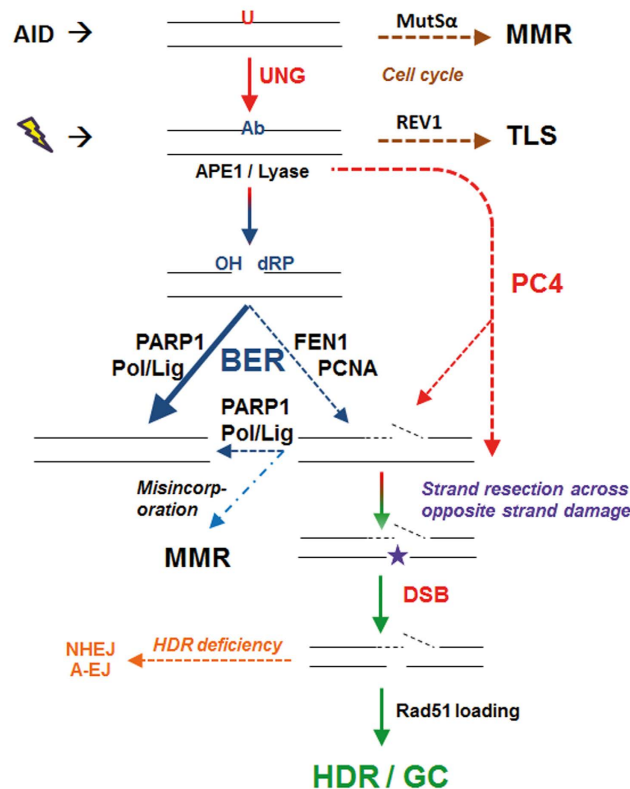 U
AID → MutSα MMR
UNG Cell cycle
→ Ab REV1 TLS
APE1 / Lyase
OH dRP
PC4
PARP1 FEN1
Pol/Lig BER PCNA
PARP1
Pol/Lig
Misincorp-
oration
Strand resection across
opposite strand damage
MMR
DSB
NHEJ HDR deficiency
A-EJ
Rad51 loading
HDR / GC